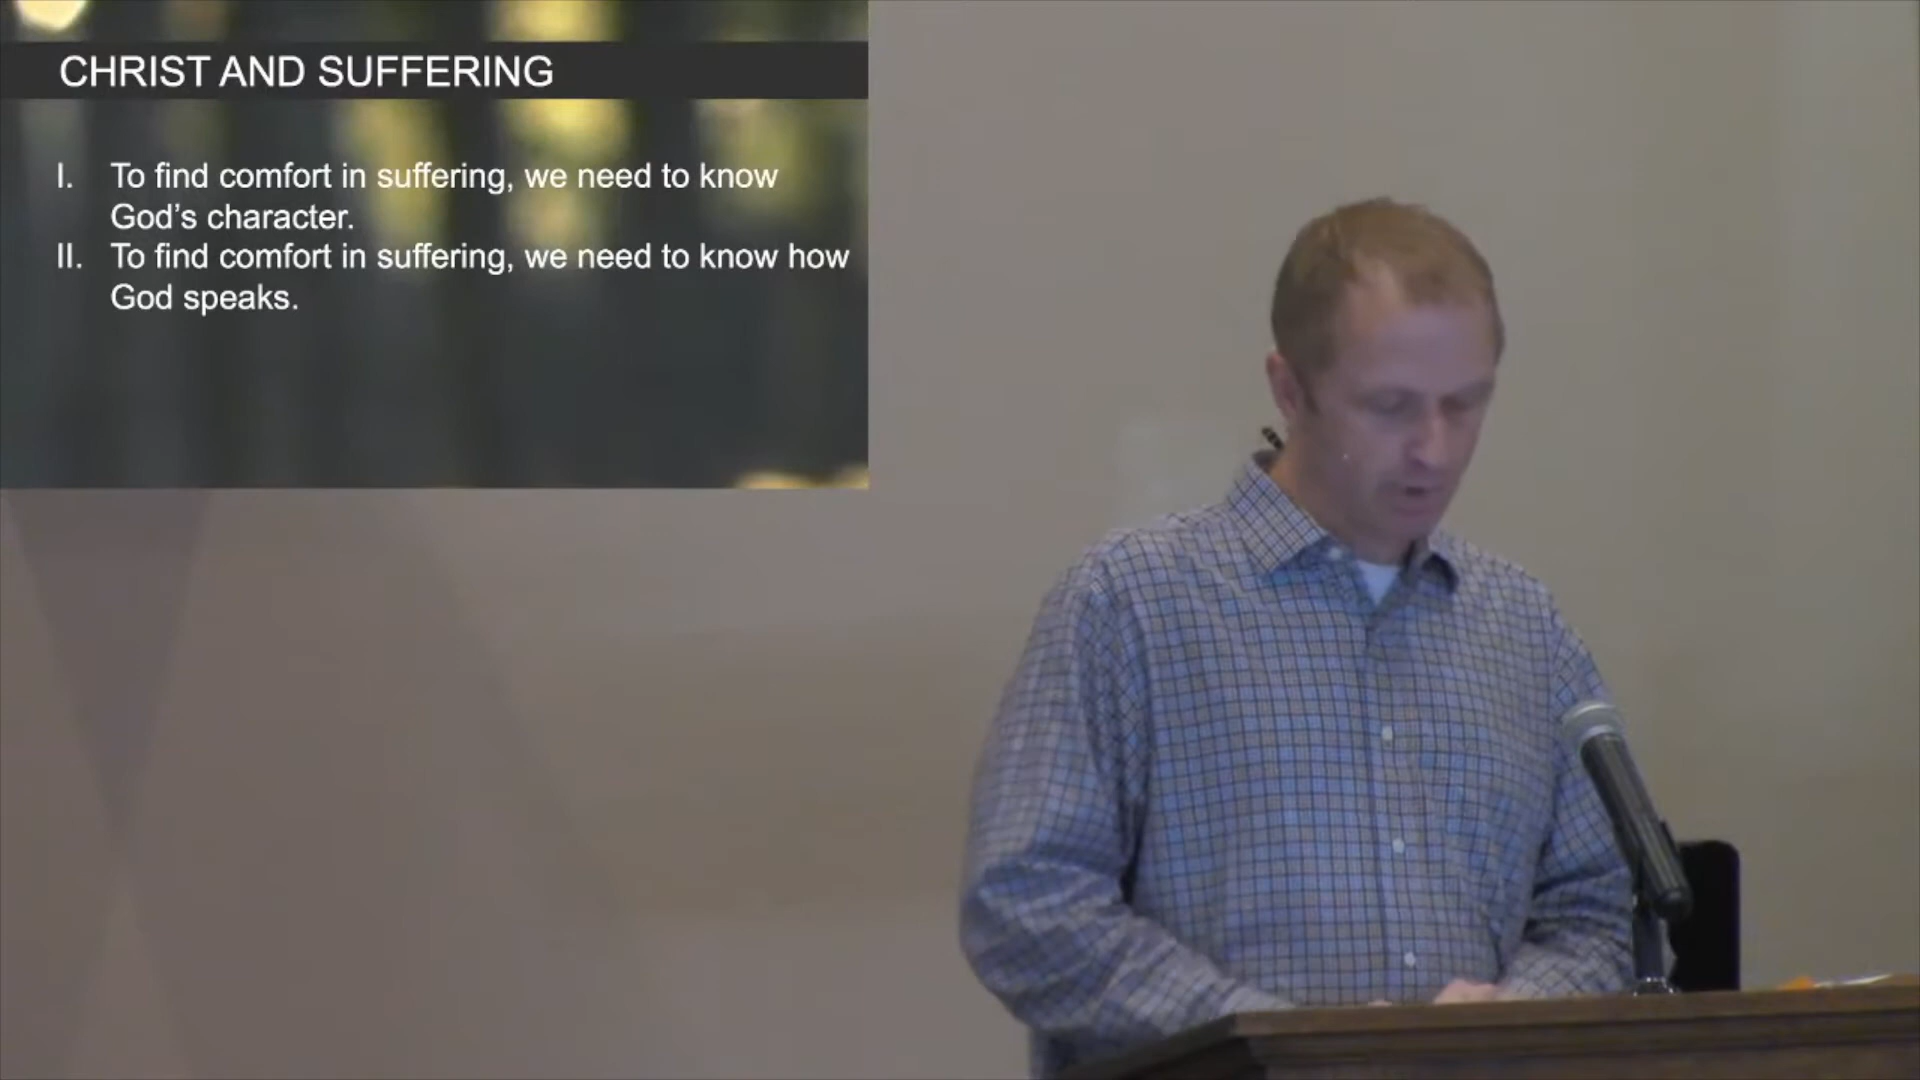 CHRIST AND SUFFERING
I. To find comfort in suffering, we need to know
God’s character.
II. To find comfort in suffering, we need to know how
God speaks.